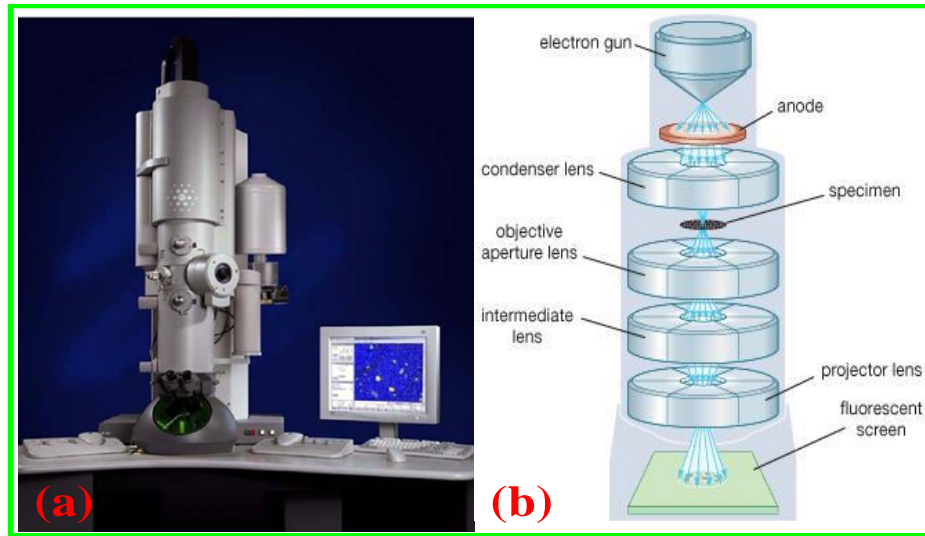 (a)
electron gun
anode
condenser lens
specimen
objective
aperture lens
intermediate
lens
projector lens
fluorescent
screen
(b)